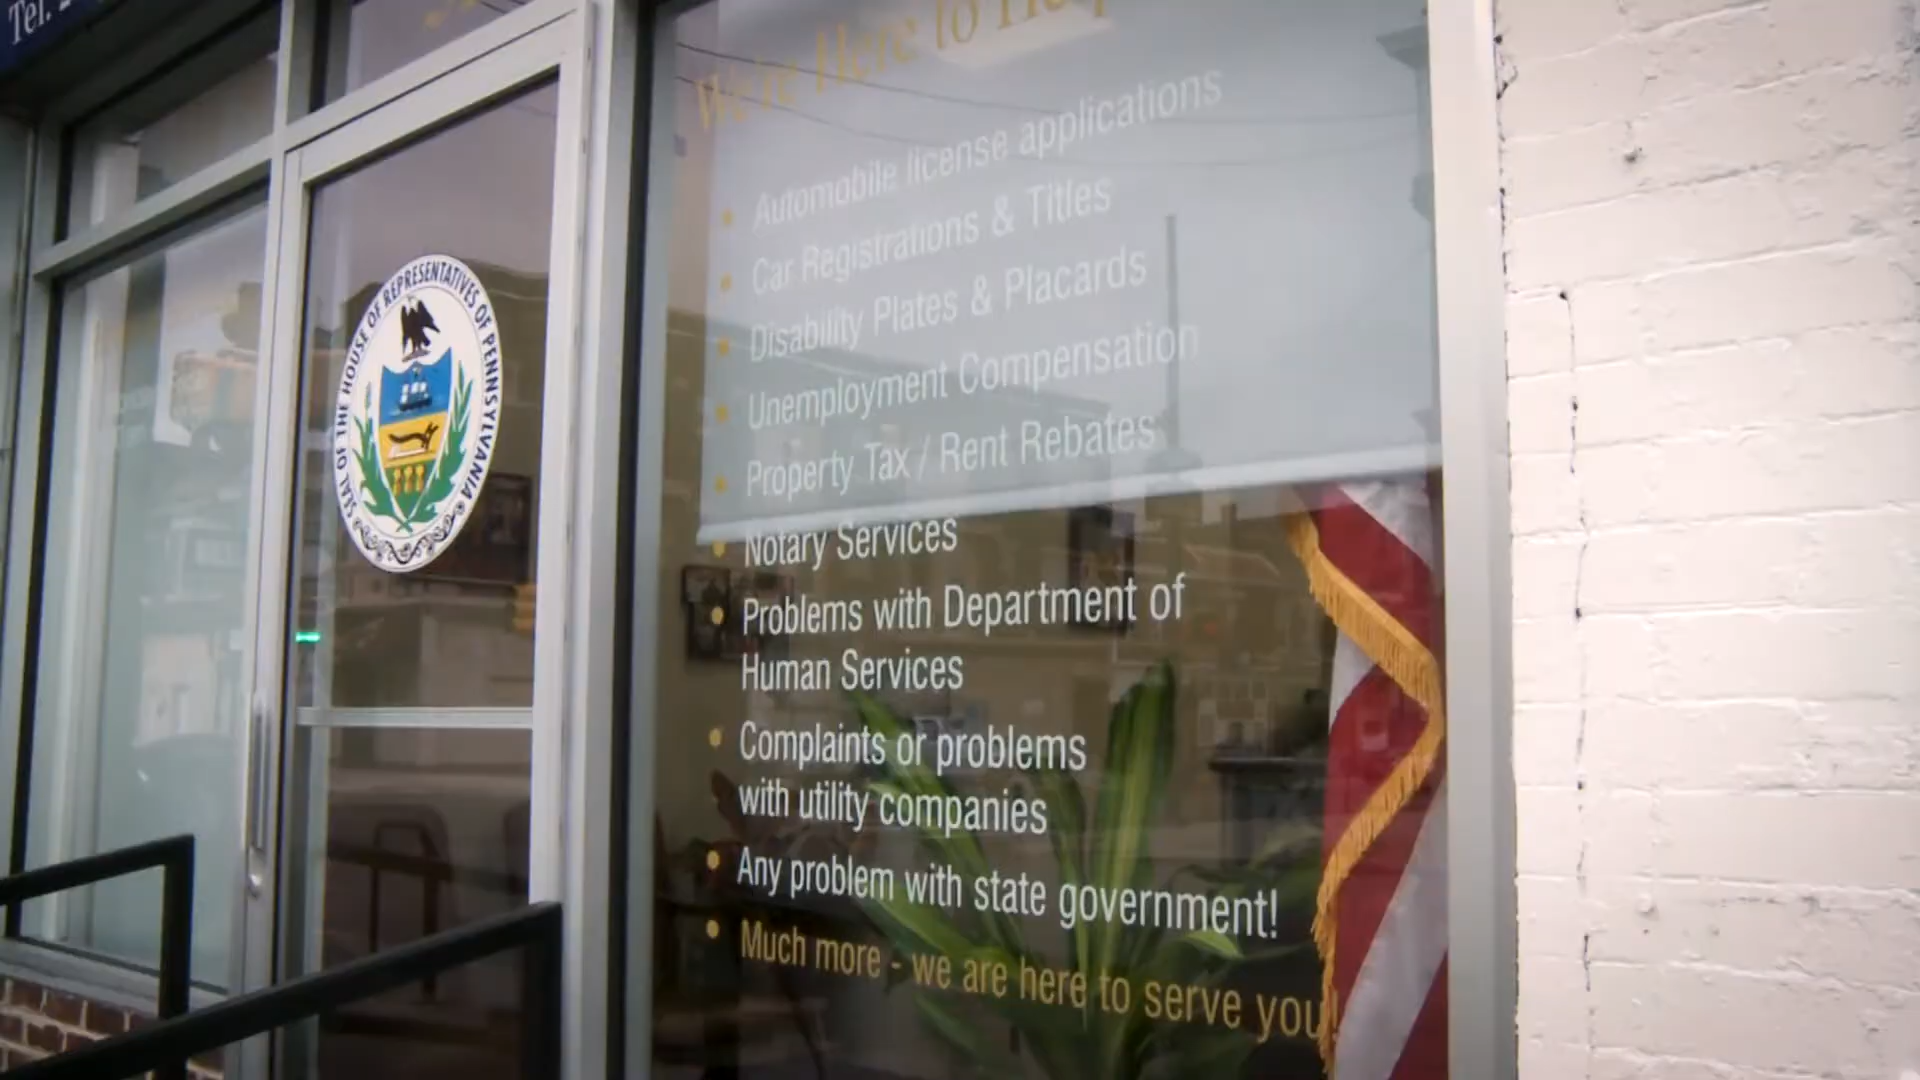 Tel.
We're Here to Help
Automobile license applications
Car Registrations & Titles
Disability Plates & Placards
Unemployment Compensation
Property Tax / Rent Rebates
Notary Services
Problems with Department of
Human Services
Complaints or problems
with utility companies
Any problem with state government!
Much more - we are here to serve you!
SEAL OF THE HOUSE OF REPRESENTATIVES OF PENNSYLVANIA